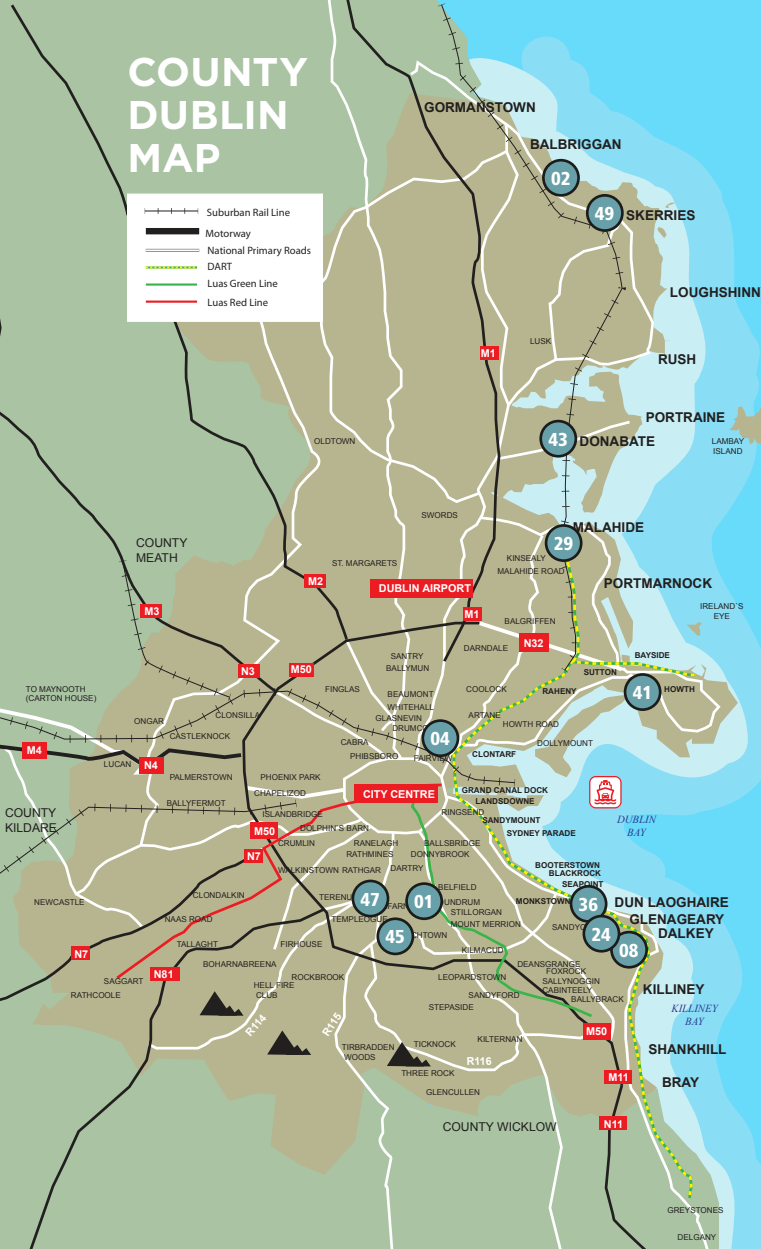 COUNTY
DUBLIN
MAP
Suburban Rail Line
Motorway
National Primary Roads
DART
Luas Green Line
Luas Red Line
GORMANSTOWN
BALBRIGGAN
02
49
SKERRIES
LOUGHSHINN
LUSK
M1
RUSH
PORTRAINE
43
DONABATE
LAMBAY
ISLAND
OLDTOWN
SWORDS
MALAHIDE
29
COUNTY
MEATH
KINSEALY
MALAHIDE ROAD
ST. MARGARETS
M2
DUBLIN AIRPORT
PORTMARNOCK
M3
M1
IRELAND'S
EYE
BALGRIFFEN
N32
DARNDALE
SANTRY
BALLYMUN
BAYSIDE
N3
M50
SUTTON
TO MAYNOOTH
(CARTON HOUSE)
FINGLAS
BEAUMONT
COOLOCK
RAHENY
41
HOWTH
WHITEHALL
GLASNEVIN
DRUMCO
ARTANE
HOWTH ROAD
ONGAR
CLONSILLA
CASTLEKNOCK
CABRA
04
DOLLYMOUNT
M4
PHIBSBORO
FAIRVIEW
CLONTARF
LUCAN
N4
PALMERSTOWN
PHOENIX PARK
CHAPELIZOD
CITY CENTRE
GRAND CANAL DOCK
LANDSDOWNE
COUNTY
KILDARE
BALLYFERMOT
ISLANDBRIDGE
RINGSEND
SANDYMOUNT
DUBLIN
BAY
M50
DOLPHIN'S BARN
SYDNEY PARADE
CRUMLIN
RANELAGH
RATHMINES
BALLSBRIDGE
DONNYBROOK
N7
WALKINSTOWN
RATHGAR
DARTRY
BOOTERSTOWN
BLACKROCK
SEAPOINT
NEWCASTLE
CLONDALKIN
TERENU
47
FARN
01
BELFIELD
UNDRUM
STILLORGAN
MONKSTOWN
36
DUN LAOGHAIRE
GLENAGEARY
DALKEY
NAAS ROAD
TEMPLEOGUE
45
CHTOWN
MOUNT MERRION
SANDYC
24
08
TALLAGHT
FIRHOUSE
KILMACUD
N7
BOHARNABREENA
DEANSGRANGE
FOXROCK
SALLYNOGGIN
CABINTEELY
BALLYBRACK
SAGGART
N81
RATHCOOLE
HELL FIRE
CLUB
ROCKBROOK
LEOPARDSTOWN
SANDYFORD
KILLINEY
STEPASIDE
KILLINEY
BAY
R114
R115
M50
TIRBRADDEN
WOODS
TICKNOCK
KILTERNAN
SHANKHILL
R116
THREE ROCK
M11
BRAY
GLENCULLEN
COUNTY WICKLOW
N11
GREYSTONES
DELGANY